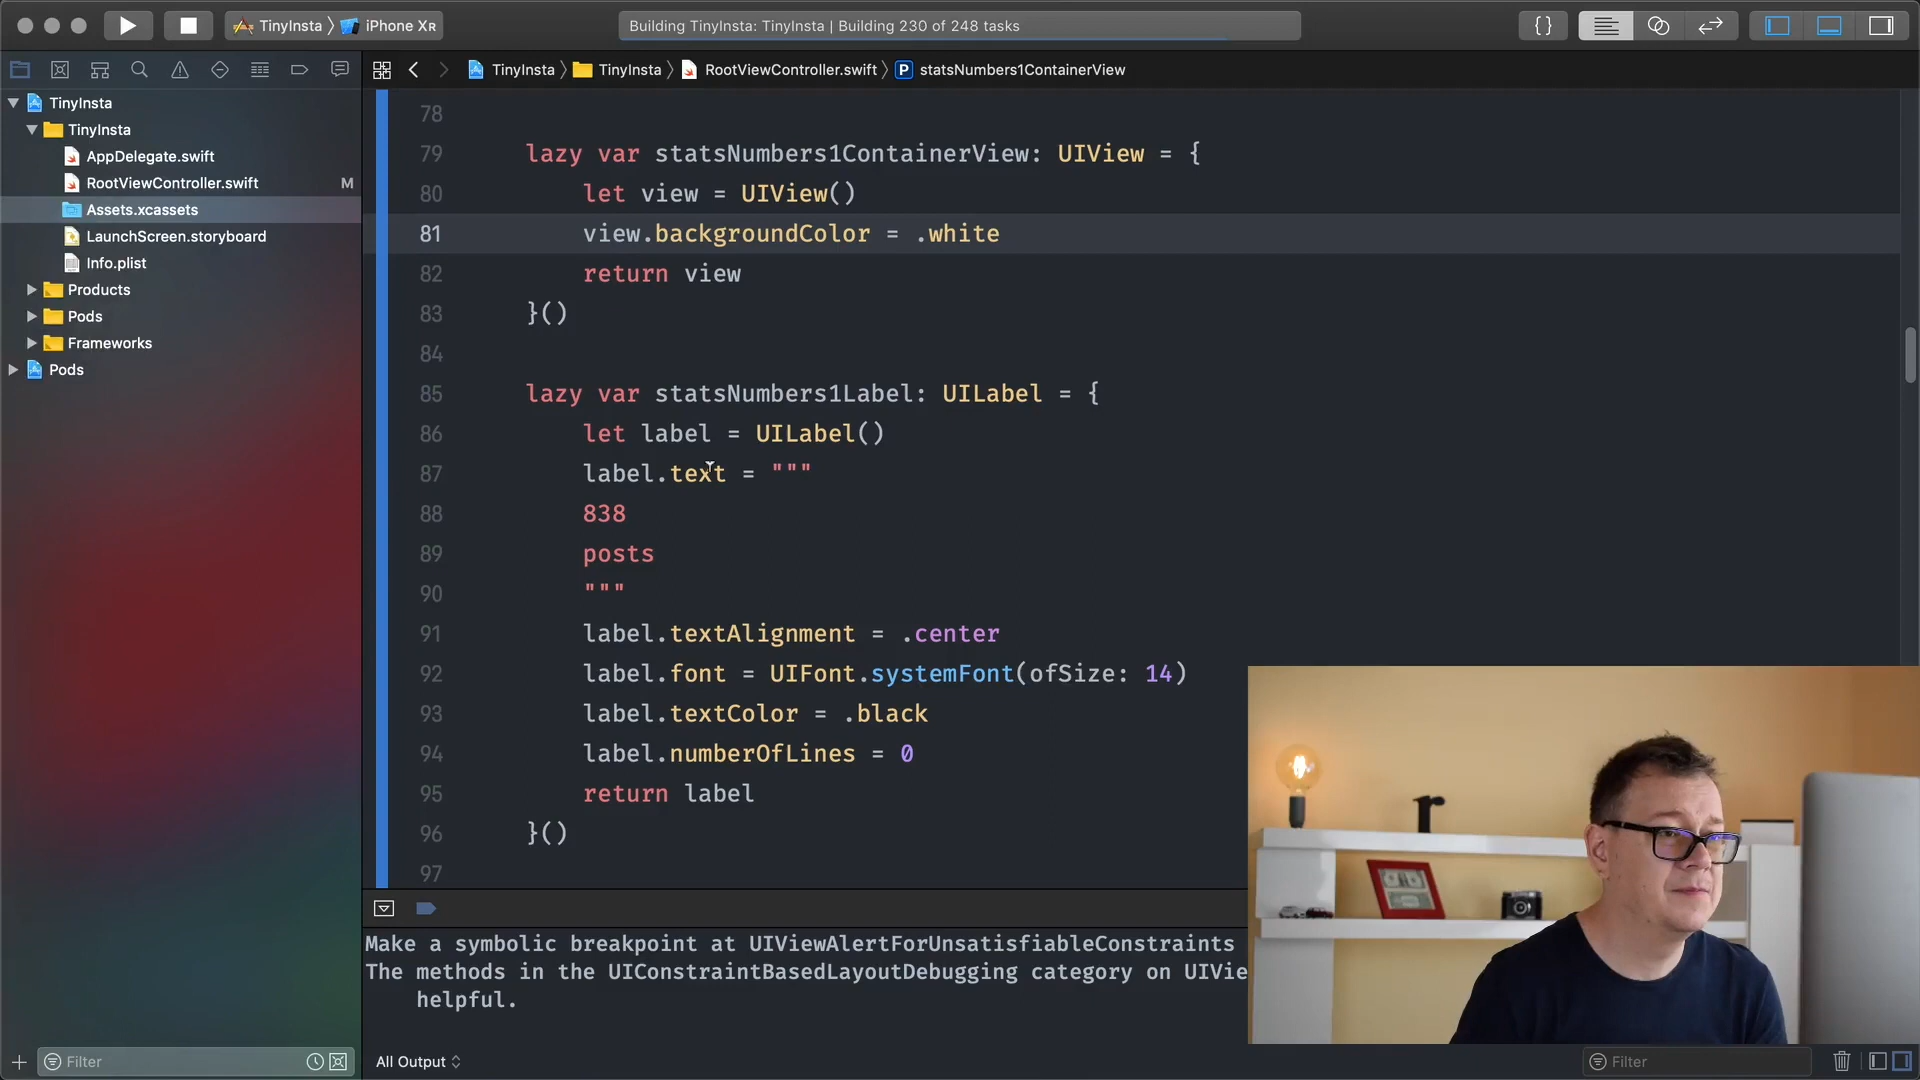 TinyInsta iPhone XR
Building TinyInsta: TinyInsta | Building 230 of 248 tasks
TinyInsta TinyInsta RootViewController.swift P statsNumbers1ContainerView
TinyInsta
TinyInsta
AppDelegate.swift
RootViewController.swift M
Assets.xcassets
LaunchScreen.storyboard
Info.plist
Products
Pods
Frameworks
Pods
78
79 lazy var statsNumbers1ContainerView: UIView = {
80 let view = UIView()
81 view.backgroundColor = .white
82 return view
83 }()
84
85 lazy var statsNumbers1Label: UILabel = {
86 let label = UILabel()
87 label.text = """
88 838
89 posts
90 """
91 label.textAlignment = .center
92 label.font = UIFont.systemFont(ofSize: 14)
93 label.textColor = .black
94 label.numberOfLines = 0
95 return label
96 }()
97
Make a symbolic breakpoint at UIViewAlertForUnsatisfiableConstraints
The methods in the UIConstraintBasedLayoutDebugging category on UIVie
helpful.
Filter
All Output
Filter